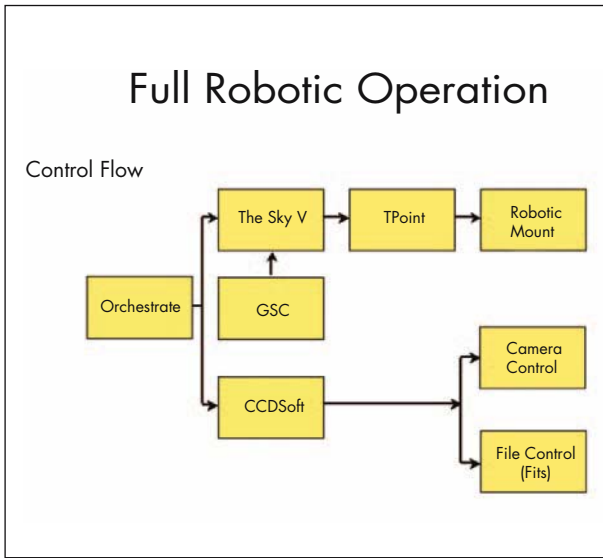 Full Robotic Operation
Control Flow
The Sky V
TPoint
Robotic
Mount
Orchestrate
GSC
CCDSoft
Camera
Control
File Control
(Fits)